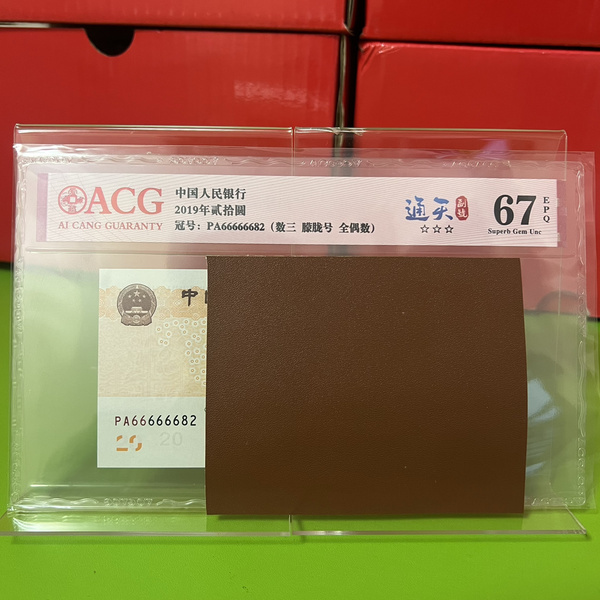 ACG
AI CANG GUARANTY
中国人民银行
2019年贰拾圆
冠号：PA66666682（数三 朦胧号 全偶数）
通天
副号
☆☆☆
67
EPQ
Superb Gem Unc
中
PA66666682
20